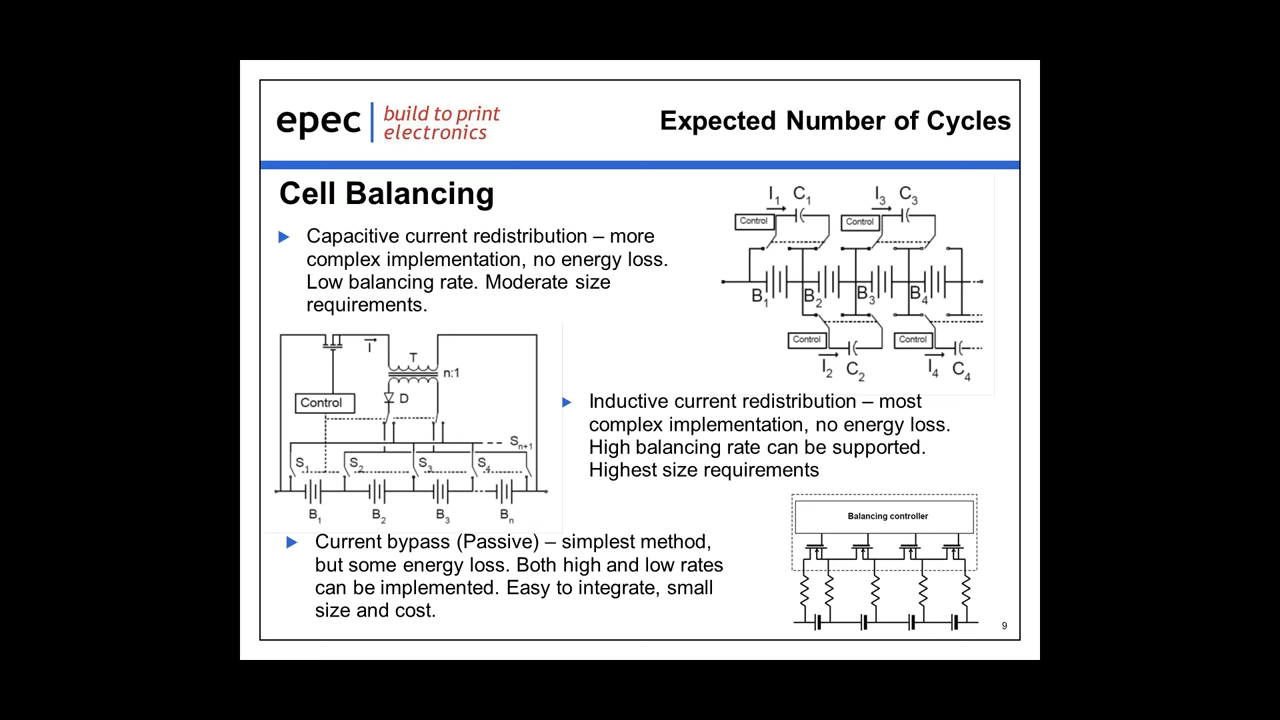 epec
build to print
electronics
Expected Number of Cycles
Cell Balancing
Capacitive current redistribution – more
complex implementation, no energy loss.
Low balancing rate. Moderate size
requirements.
I1 C1 I3 C3
Control Control
B1 B2 B3 B4
Control Control
I2 C2 I4 C4
I T n:1
Control D
Sn+1
S1 S2 S3 S4
B1 B2 B3 Bn
Inductive current redistribution – most
complex implementation, no energy loss.
High balancing rate can be supported.
Highest size requirements
Current bypass (Passive) – simplest method,
but some energy loss. Both high and low rates
can be implemented. Easy to integrate, small
size and cost.
Balancing controller
9